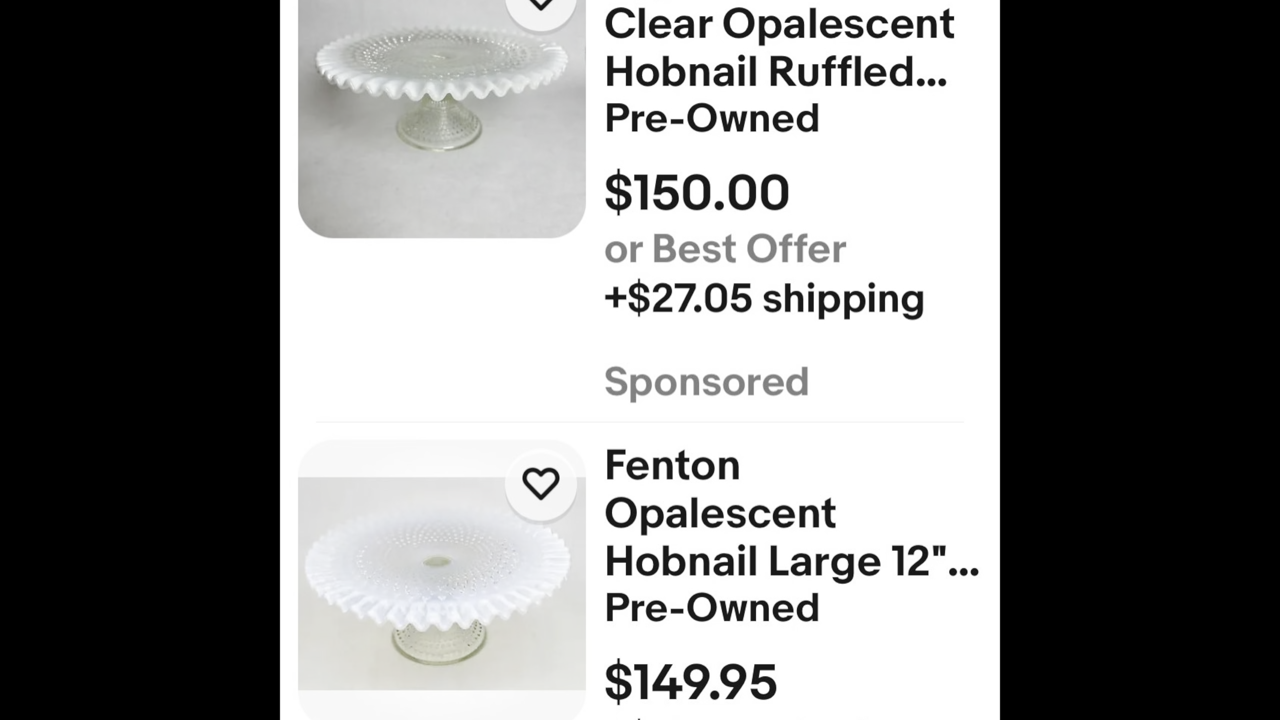 Clear Opalescent
Hobnail Ruffled...
Pre-Owned
$150.00
or Best Offer
+$27.05 shipping
Sponsored
Fenton
Opalescent
Hobnail Large 12"...
Pre-Owned
$149.95